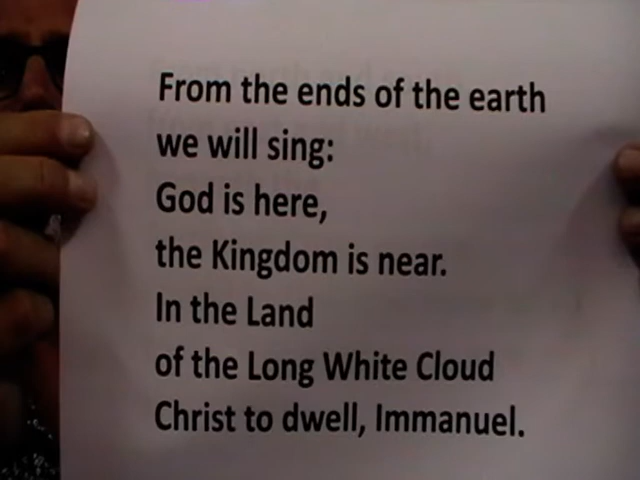 From the ends of the earth
we will sing:
God is here,
the Kingdom is near.
In the Land
of the Long White Cloud
Christ to dwell, Immanuel.